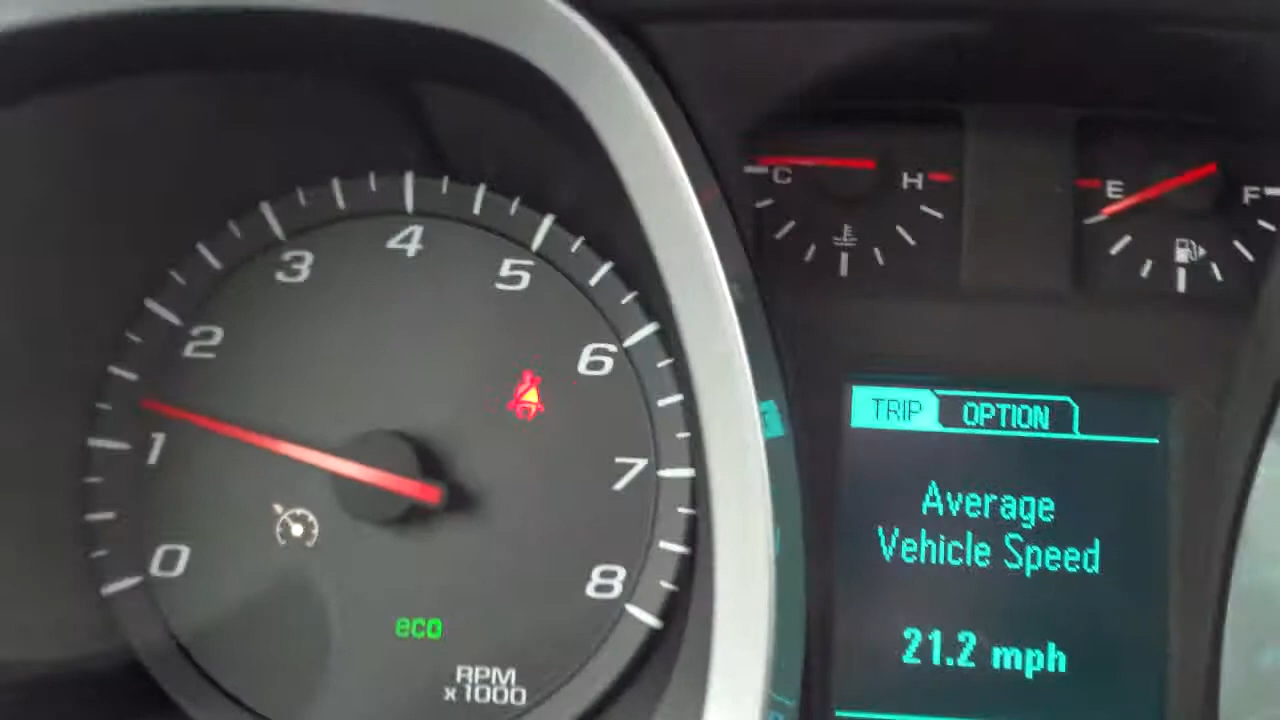 C H
E F
TRIP OPTION
Average
Vehicle Speed
21.2 mph
0
1
2
3
4
5
6
7
8
eco
RPM
x1000